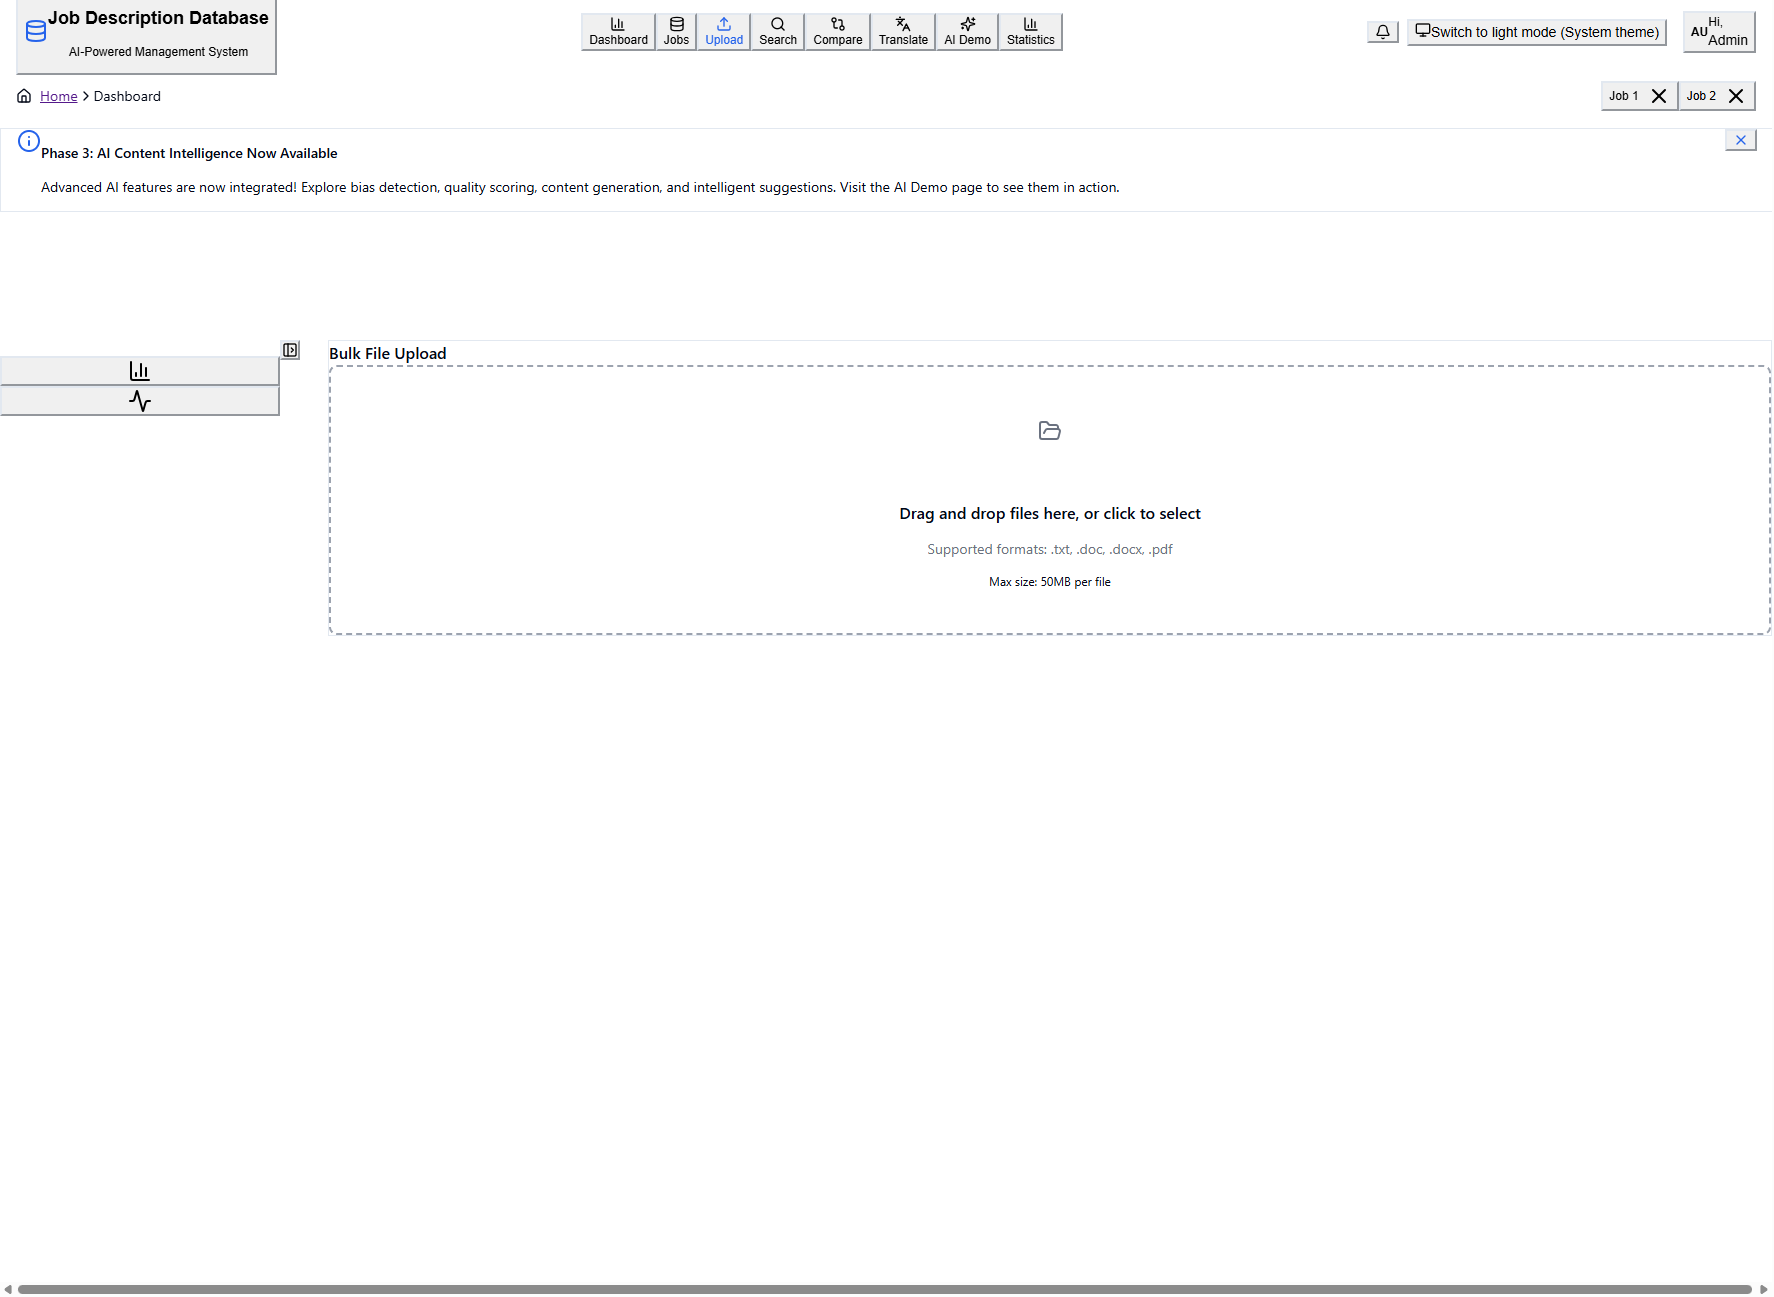 Job Description Database
AI-Powered Management System
Dashboard
Jobs
Upload
Search
Compare
Translate
AI Demo
Statistics
Switch to light mode (System theme)
AU
Hi,
Admin
Home
Dashboard
Job 1
Job 2
Phase 3: AI Content Intelligence Now Available
Advanced AI features are now integrated! Explore bias detection, quality scoring, content generation, and intelligent suggestions. Visit the AI Demo page to see them in action.
Bulk File Upload
Drag and drop files here, or click to select
Supported formats: .txt, .doc, .docx, .pdf
Max size: 50MB per file